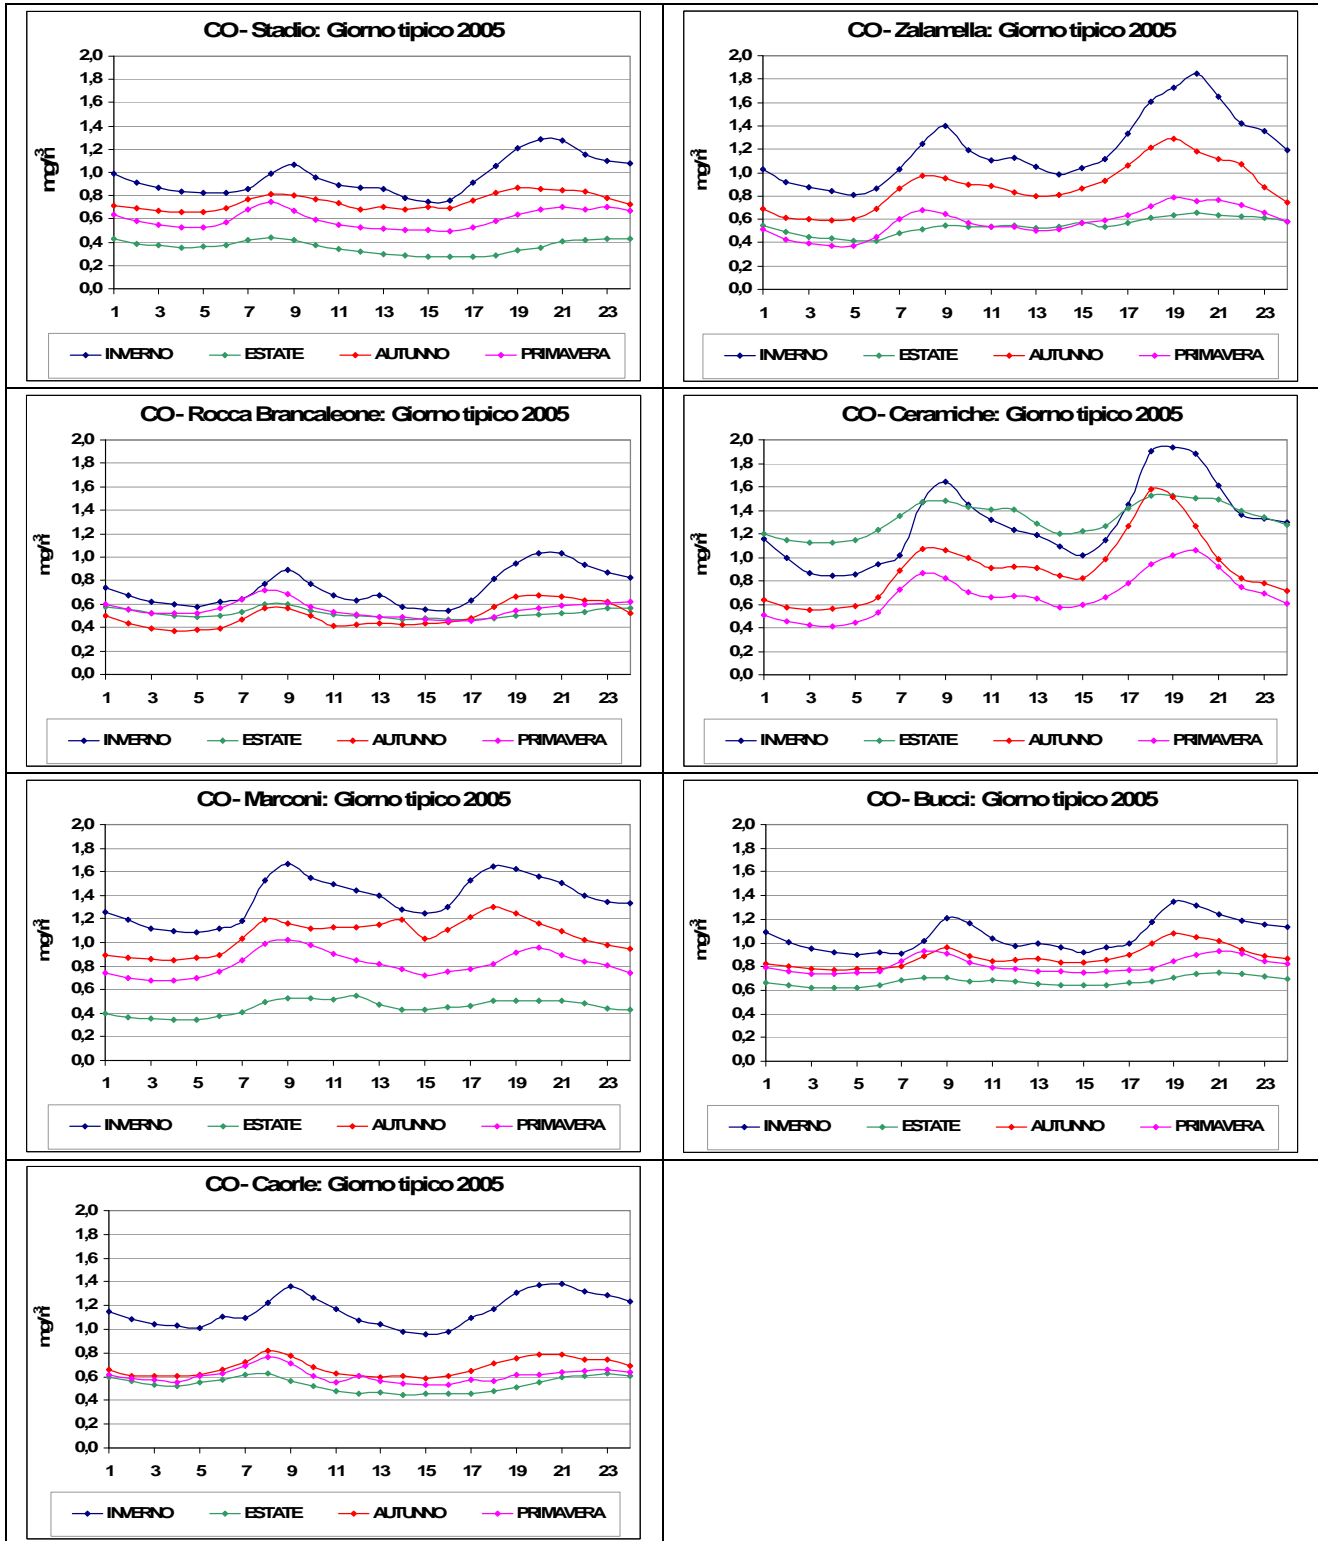 CO - Stadio: Giorno tipico 2005
mg/m³
2,0
1,8
1,6
1,4
1,2
1,0
0,8
0,6
0,4
0,2
0,0
1 3 5 7 9 11 13 15 17 19 21 23
INVERNO ESTATE AUTUNNO PRIMAVERA
CO - Zalamella: Giorno tipico 2005
mg/m³
2,0
1,8
1,6
1,4
1,2
1,0
0,8
0,6
0,4
0,2
0,0
1 3 5 7 9 11 13 15 17 19 21 23
INVERNO ESTATE AUTUNNO PRIMAVERA
CO - Rocca Brancaleone: Giorno tipico 2005
mg/m³
2,0
1,8
1,6
1,4
1,2
1,0
0,8
0,6
0,4
0,2
0,0
1 3 5 7 9 11 13 15 17 19 21 23
INVERNO ESTATE AUTUNNO PRIMAVERA
CO - Ceramiche: Giorno tipico 2005
mg/m³
2,0
1,8
1,6
1,4
1,2
1,0
0,8
0,6
0,4
0,2
0,0
1 3 5 7 9 11 13 15 17 19 21 23
INVERNO ESTATE AUTUNNO PRIMAVERA
CO - Marconi: Giorno tipico 2005
mg/m³
2,0
1,8
1,6
1,4
1,2
1,0
0,8
0,6
0,4
0,2
0,0
1 3 5 7 9 11 13 15 17 19 21 23
INVERNO ESTATE AUTUNNO PRIMAVERA
CO - Bucci: Giorno tipico 2005
mg/m³
2,0
1,8
1,6
1,4
1,2
1,0
0,8
0,6
0,4
0,2
0,0
1 3 5 7 9 11 13 15 17 19 21 23
INVERNO ESTATE AUTUNNO PRIMAVERA
CO - Caorle: Giorno tipico 2005
mg/m³
2,0
1,8
1,6
1,4
1,2
1,0
0,8
0,6
0,4
0,2
0,0
1 3 5 7 9 11 13 15 17 19 21 23
INVERNO ESTATE AUTUNNO PRIMAVERA